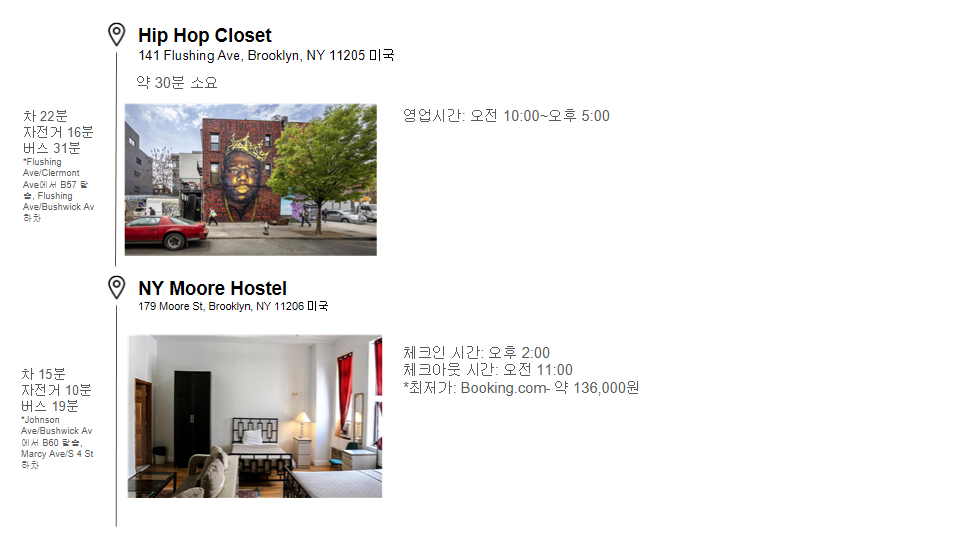 Hip Hop Closet
141 Flushing Ave, Brooklyn, NY 11205 미국
약 30분 소요
차 22분
자전거 16분
버스 31분
*Flushing
Ave/Clermont
Ave에서 B57 탑
승, Flushing
Ave/Bushwick Av
하차
영업시간: 오전 10:00~오후 5:00
NY Moore Hostel
179 Moore St, Brooklyn, NY 11206 미국
차 15분
자전거 10분
버스 19분
*Johnson
Ave/Bushwick Av
에서 B60 탑승,
Marcy Ave/S 4 St
하차
체크인 시간: 오후 2:00
체크아웃 시간: 오전 11:00
*최저가: Booking.com- 약 136,000원